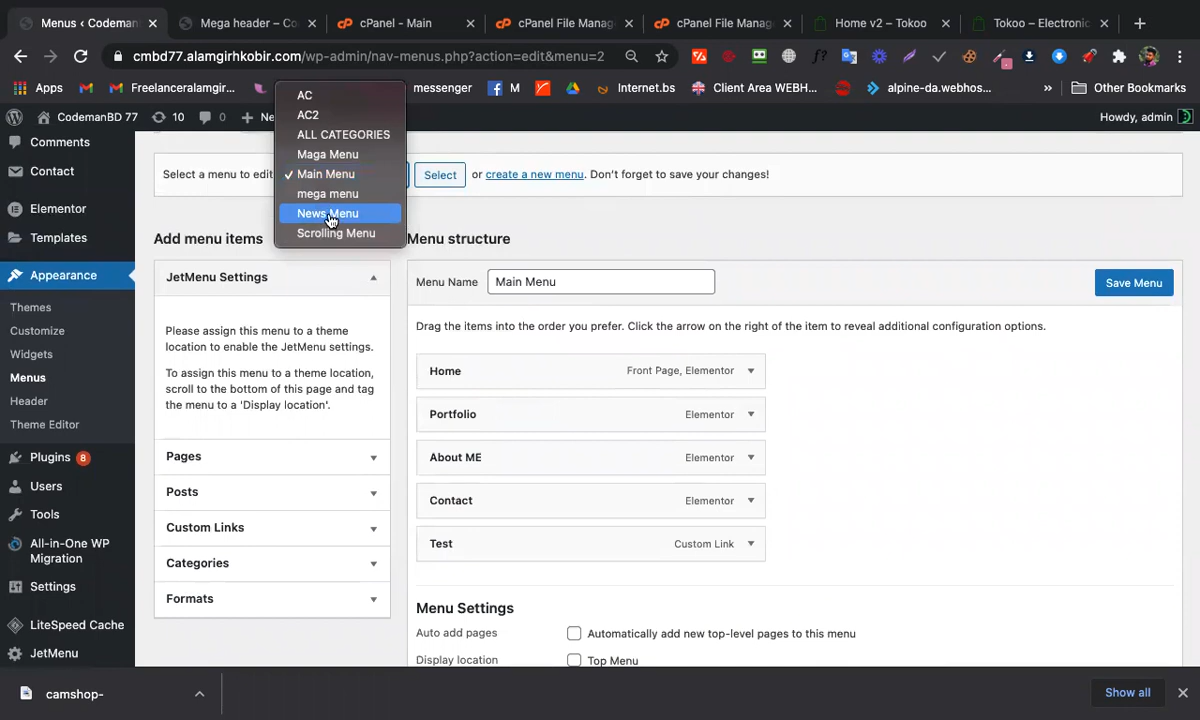 Menus ‹ Codeman
Mega header – Co
cPanel - Main
cPanel File Manag
cPanel File Manag
Home v2 – Tokoo
Tokoo – Electronic
cmbd77.alamgirhkobir.com/wp-admin/nav-menus.php?action=edit&menu=2
Apps
Freelanceralamgir...
messenger
M
Internet.bs
Client Area WEBH...
alpine-da.webhos...
»
Other Bookmarks
CodemanBD 77
10
0
Ne
Howdy, admin
AC
AC2
ALL CATEGORIES
Maga Menu
✓ Main Menu
mega menu
News Menu
Scrolling Menu
Comments
Contact
Elementor
Templates
Appearance
Themes
Customize
Widgets
Menus
Header
Theme Editor
Plugins 8
Users
Tools
All-in-One WP
Migration
Settings
LiteSpeed Cache
JetMenu
Select a menu to edit
Select
or create a new menu. Don't forget to save your changes!
Add menu items
JetMenu Settings
Please assign this menu to a theme
location to enable the JetMenu settings.
To assign this menu to a theme location,
scroll to the bottom of this page and tag
the menu to a 'Display location'.
Pages
Posts
Custom Links
Categories
Formats
Menu structure
Menu Name
Main Menu
Save Menu
Drag the items into the order you prefer. Click the arrow on the right of the item to reveal additional configuration options.
Home
Front Page, Elementor
Portfolio
Elementor
About ME
Elementor
Contact
Elementor
Test
Custom Link
Menu Settings
Auto add pages
Automatically add new top-level pages to this menu
Display location
Top Menu
camshop-
Show all